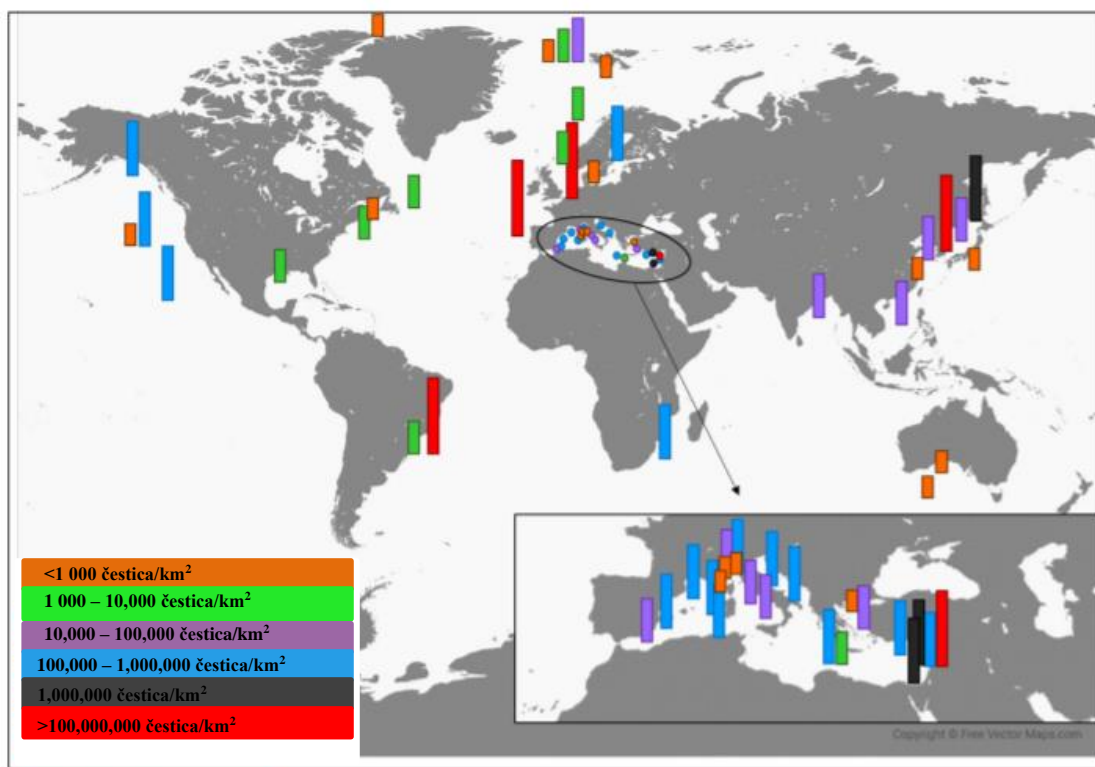 <1 000 čestica/km²
1 000 – 10,000 čestica/km²
10,000 – 100,000 čestica/km²
100,000 – 1,000,000 čestica/km²
1,000,000 čestica/km²
>100,000,000 čestica/km²
Copyright © Free Vector Maps.com